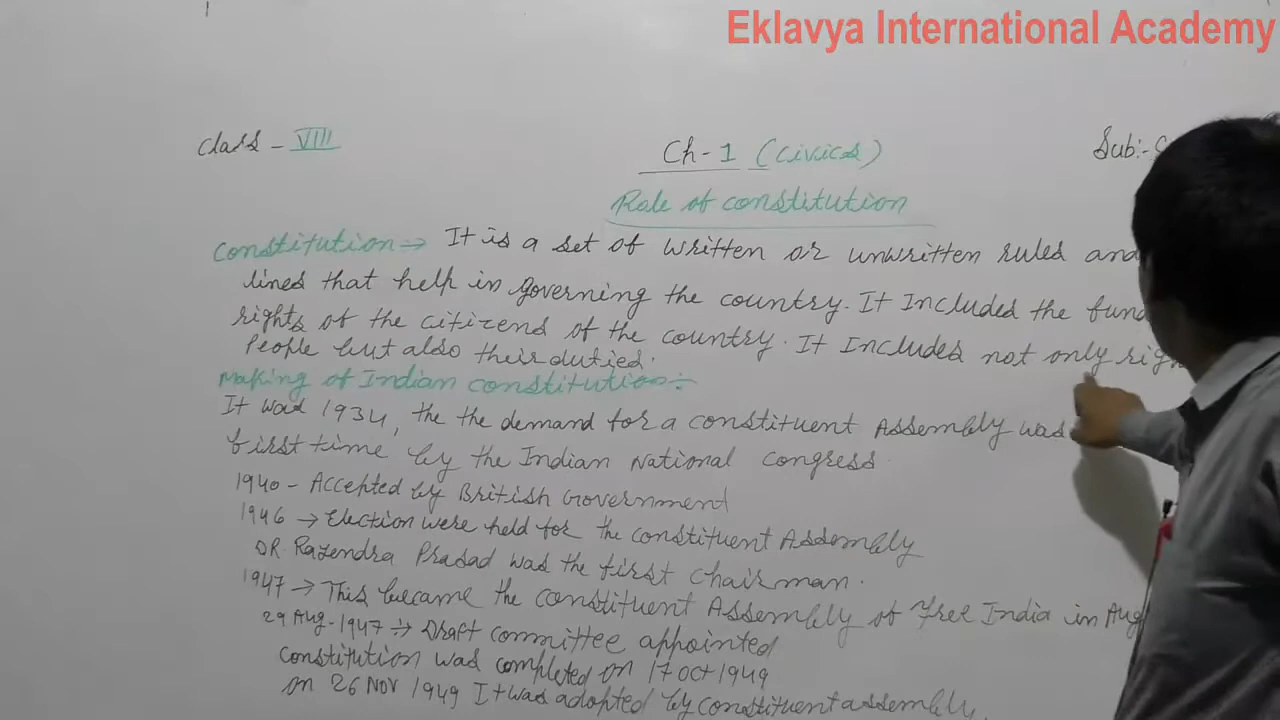 Eklavya International Academy
Class - VIII
Ch-1 (Civics)
Sub:-
Role of constitution
Constitution → It is a set of written or unwritten rules and
lines that help in governing the country. It Included the fund
rights of the citizens of the country. It Includes not only righ
People but also their duties.
Making of Indian constitution:-
It was 1934, the the demand for a constituent Assembly was
first time by the Indian National Congress.
1940 - Accepted by British Government
1946 → Election were held for the constituent Assembly
DR. Rajendra Prasad was the first Chairman.
1947 → This became the constituent Assembly of Free India in Aug
29 Aug-1947 → Draft committee appointed
Constitution was completed on 17 Oct 1949
on 26 NOV 1949 It was adopted by constituent assembly.